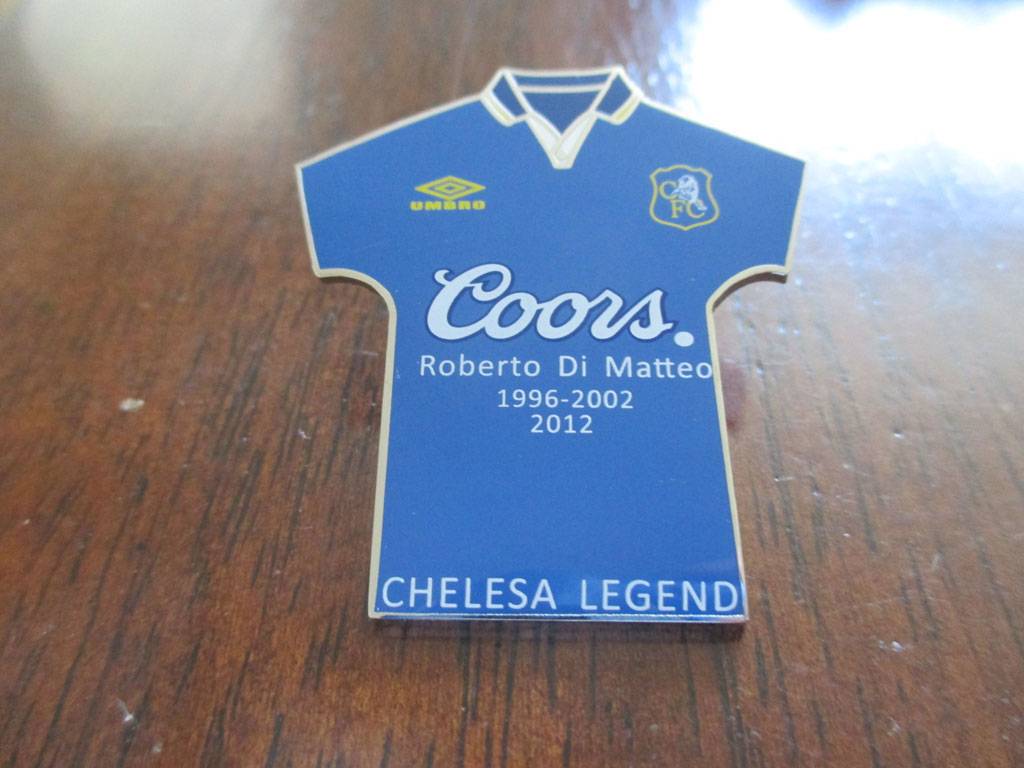 UMBRO
CFC
Coors.
Roberto Di Matteo
1996-2002
2012
CHELESA LEGEND